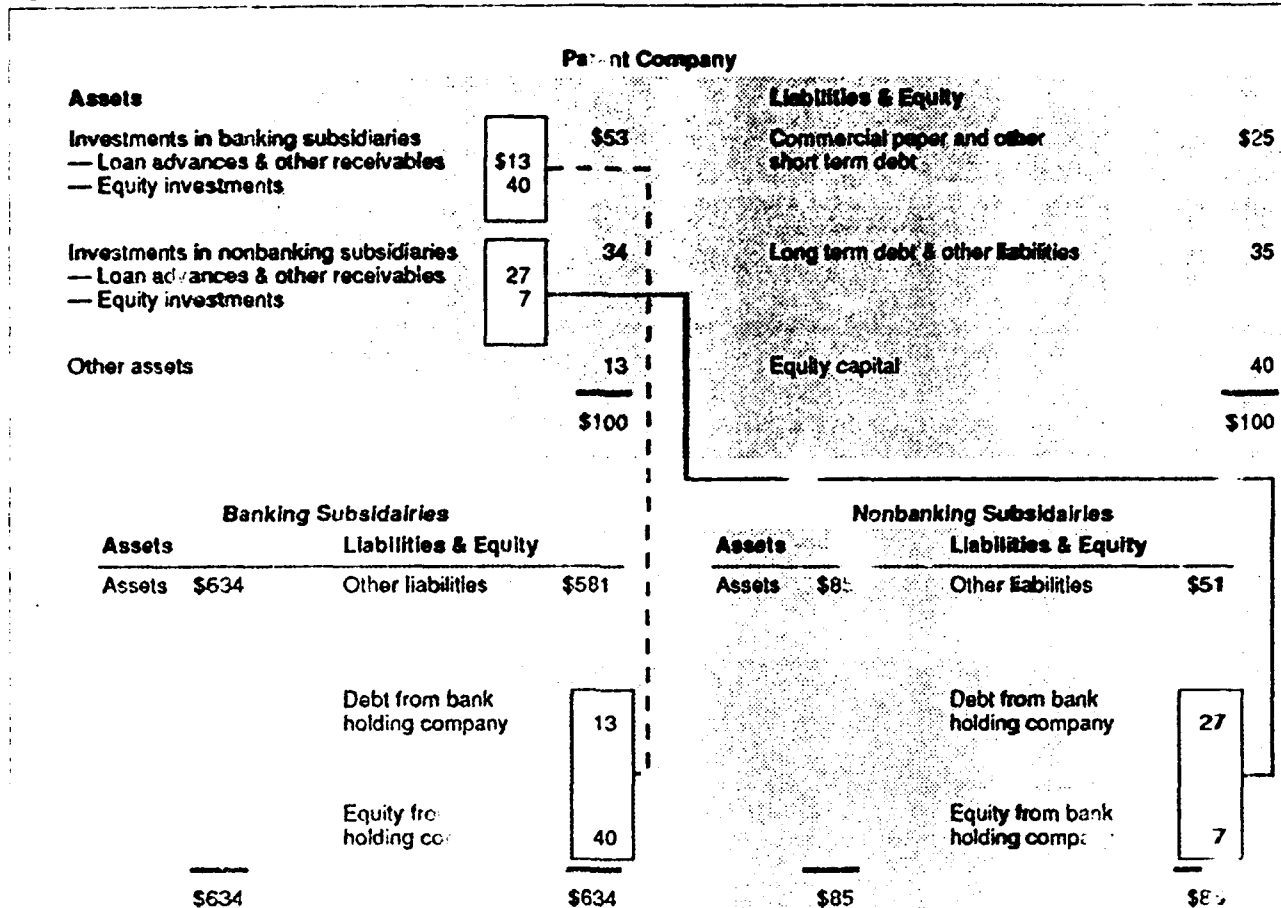 Company
Assets Liabilities & Equity
Investments in banking subsidiaries $53 Commercial paper and other $25
— Loan advances & other receivables $13 short term debt
— Equity investments 40
Investments in nonbanking subsidiaries 34 Long term debt & other liabilities 35
— Loan advances & other receivables 27
— Equity investments 7
Other assets 13 Equity capital 40
$100 $100
Banking Subsidairies Nonbanking Subsidairies
Assets Liabilities & Equity Assets Liabilities & Equity
Assets $634 Other liabilities $581 Assets Other liabilities $51
Debt from bank Debt from bank
holding company 13 holding company 27
Equity Equity from bank
holding 40 holding 7
$634 $634 $85